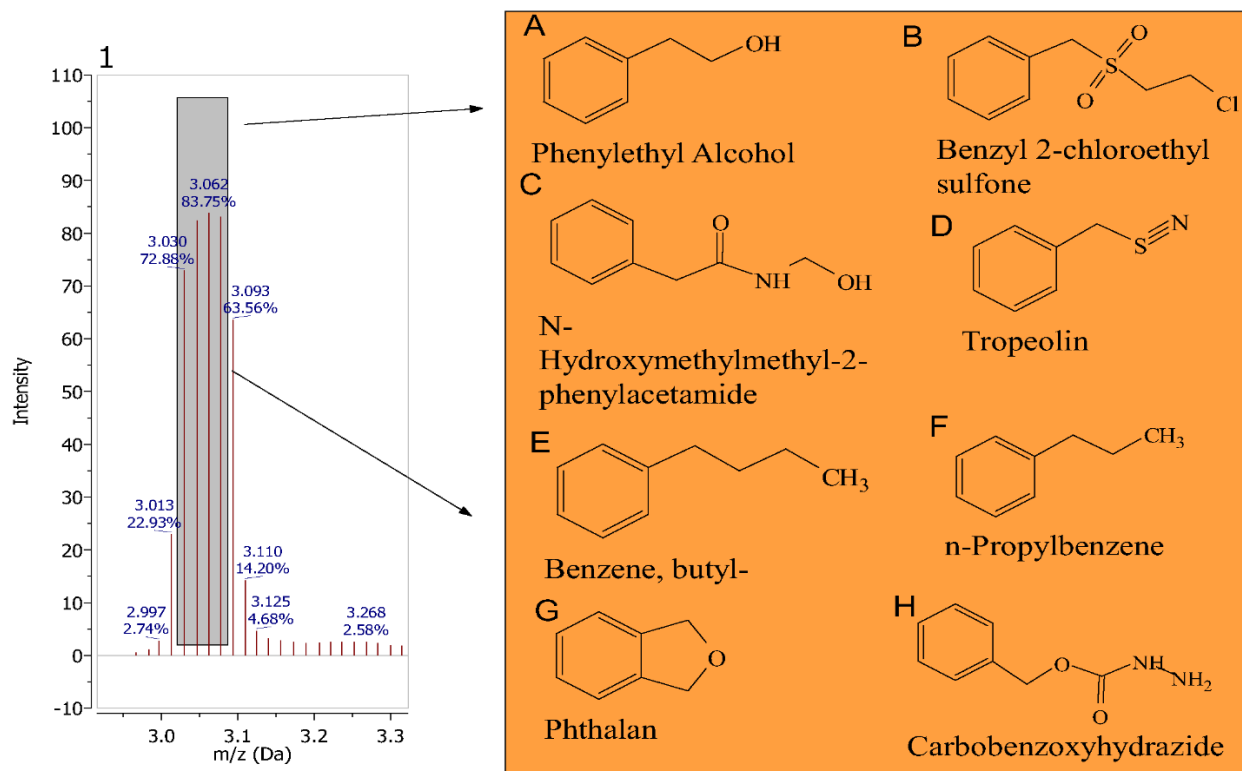 1
110
100
90
80
70
60
50
40
30
20
10
0
-10
Intensity
3.062
83.75%
3.030
72.88%
3.093
63.56%
3.013
22.93%
3.110
14.20%
2.997
2.74%
3.125
4.68%
3.268
2.58%
3.0
3.1
3.2
3.3
m/z (Da)
A
OH
Phenylethyl Alcohol
B
O
S
O
Cl
Benzyl 2-chloroethyl
sulfone
C
O
NH
OH
N-
Hydroxymethylmethyl-2-
phenylacetamide
D
N
S
Tropeolin
E
CH3
Benzene, butyl-
F
CH3
n-Propylbenzene
G
O
Phthalan
H
O
NH
NH2
O
Carbobenzoxyhydrazide